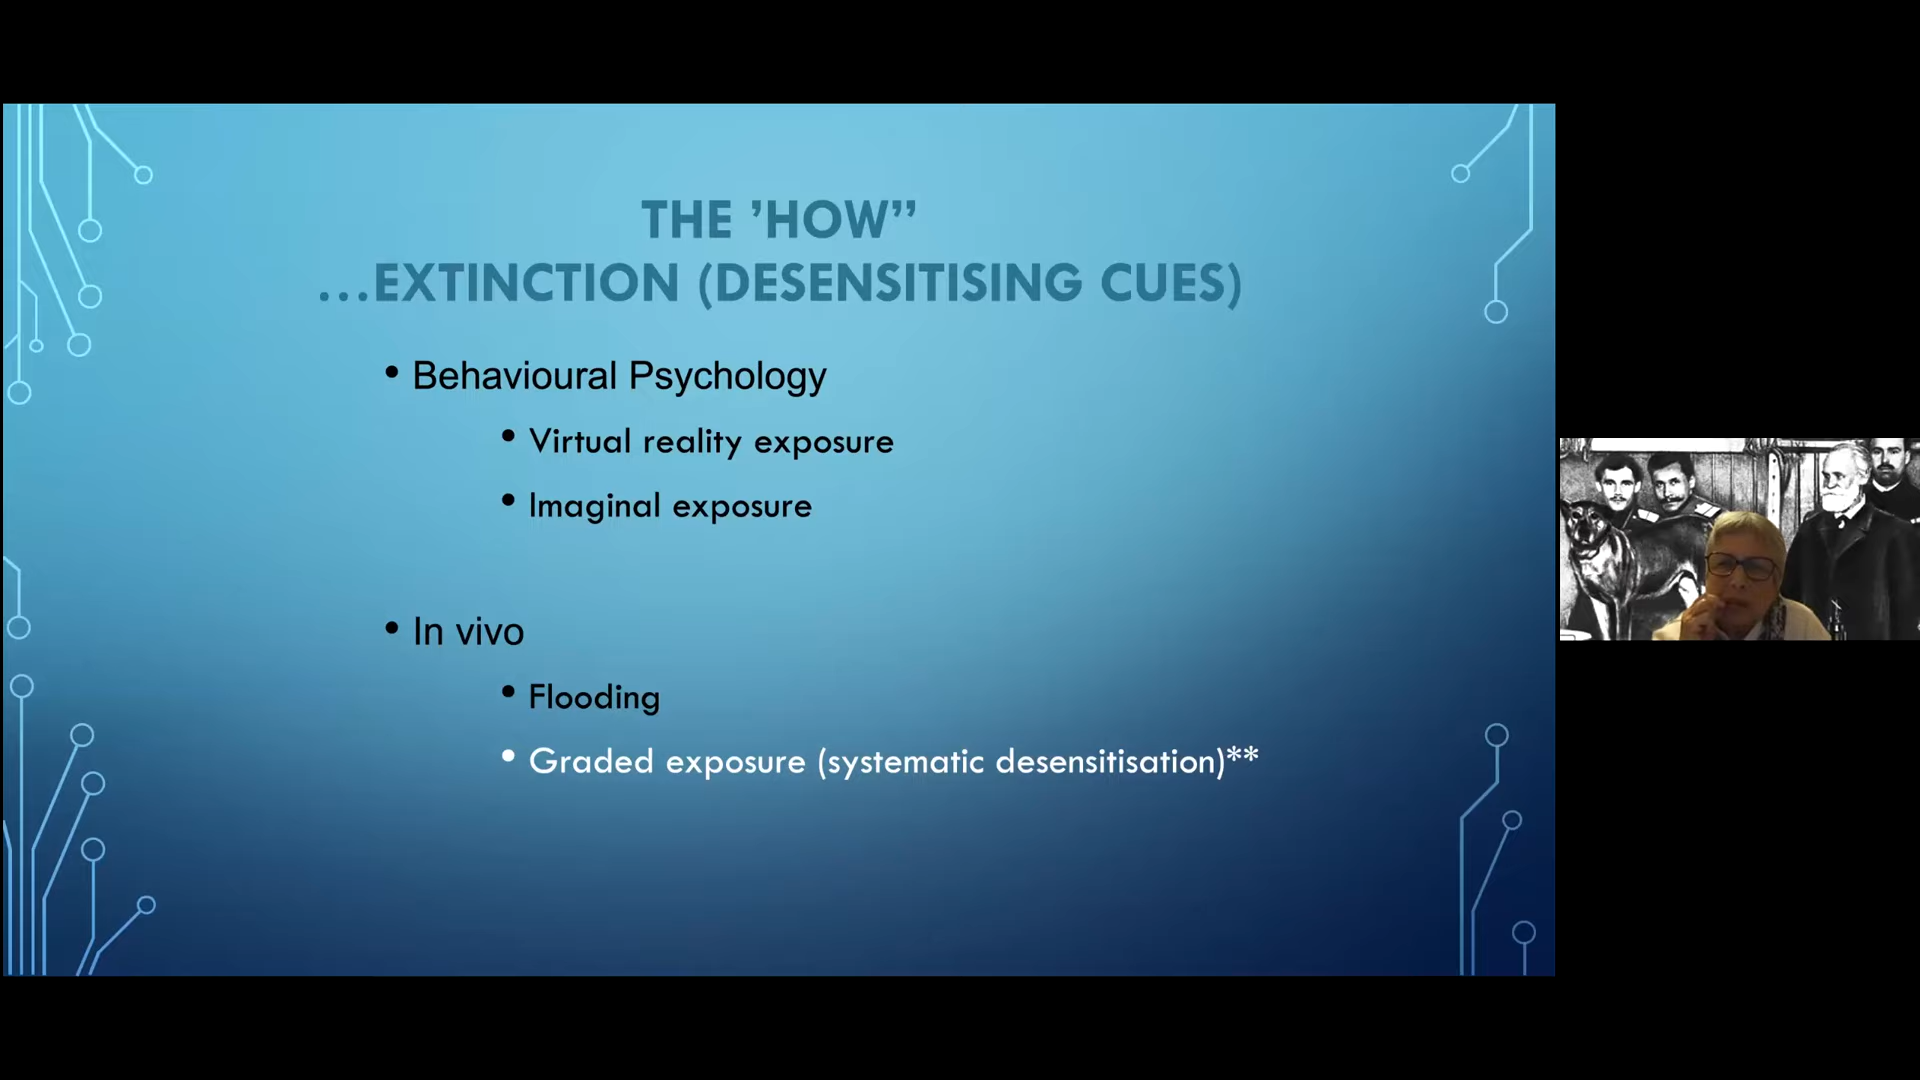 THE ’HOW”
…EXTINCTION (DESENSITISING CUES)
• Behavioural Psychology
• Virtual reality exposure
• Imaginal exposure
• In vivo
• Flooding
• Graded exposure (systematic desensitisation)**